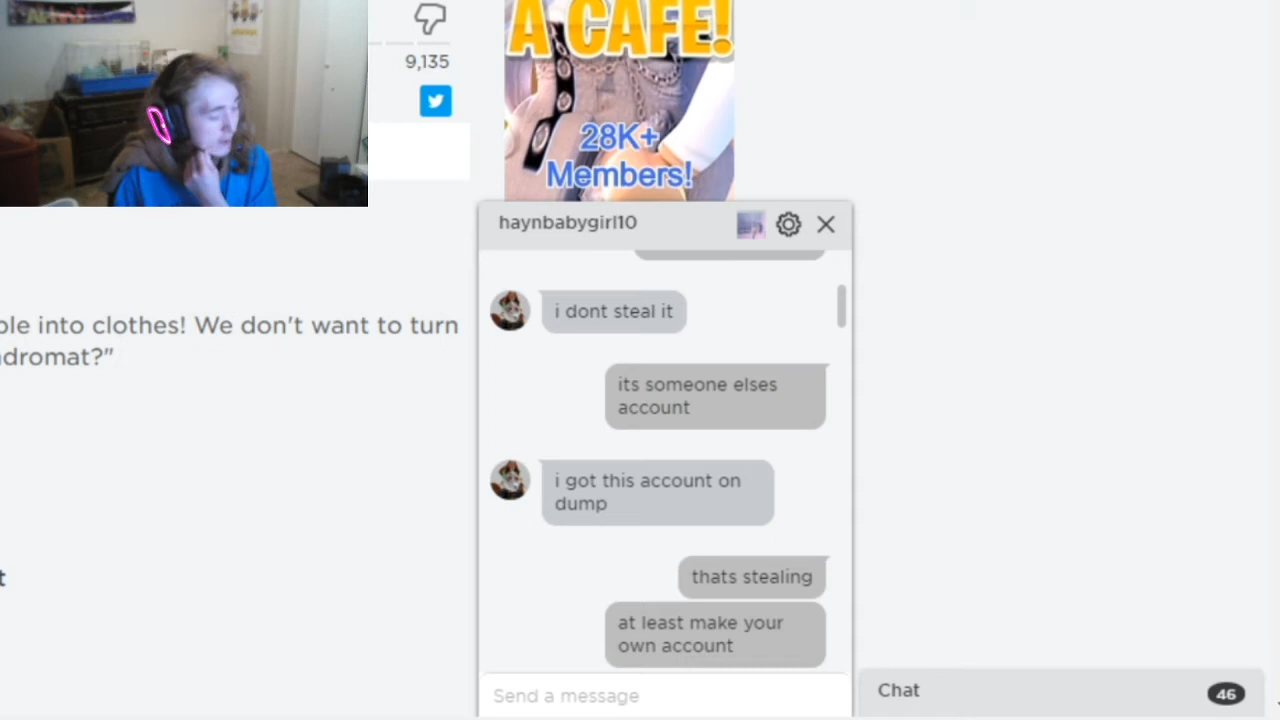 9,135
A CAFE!
28K+
Members!
haynbabygirl10
i dont steal it
its someone elses
account
i got this account on
dump
thats stealing
at least make your
own account
Send a message
ble into clothes! We don't want to turn
ndromat?"
t
Chat
46